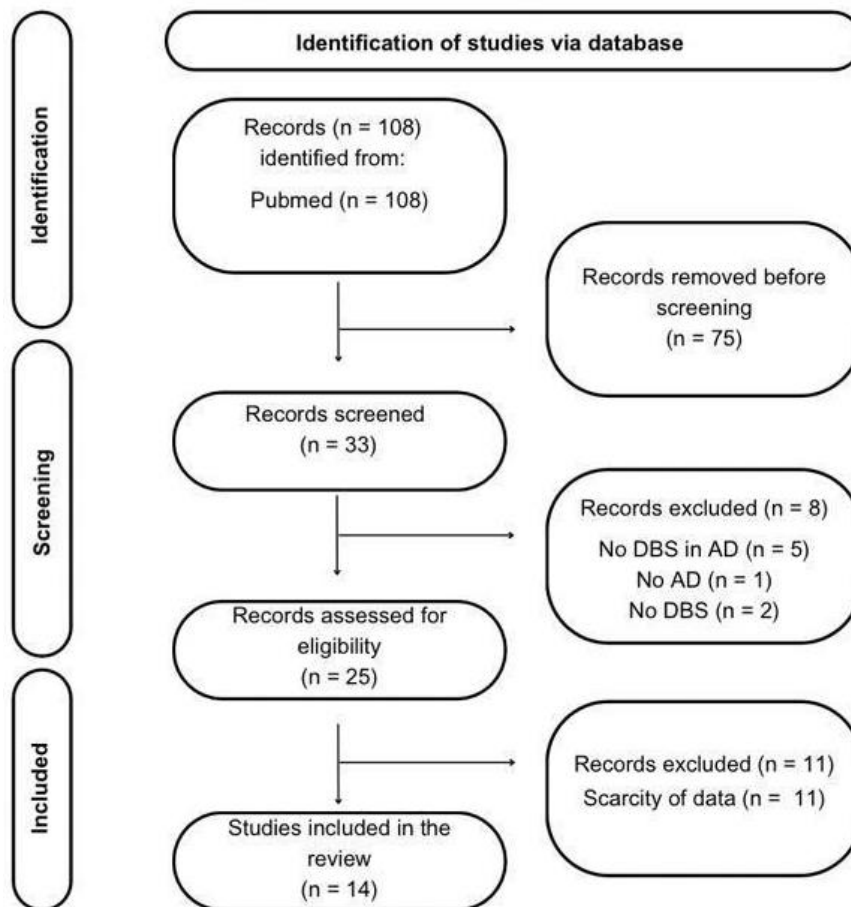 Identification of studies via database
Identification
Records (n = 108)
identified from:
Pubmed (n = 108)
Records removed before
screening
(n = 75)
Screening
Records screened
(n = 33)
Records excluded (n = 8)
No DBS in AD (n = 5)
No AD (n = 1)
No DBS (n = 2)
Records assessed for
eligibility
(n = 25)
Included
Records excluded (n = 11)
Scarcity of data (n = 11)
Studies included in the
review
(n = 14)